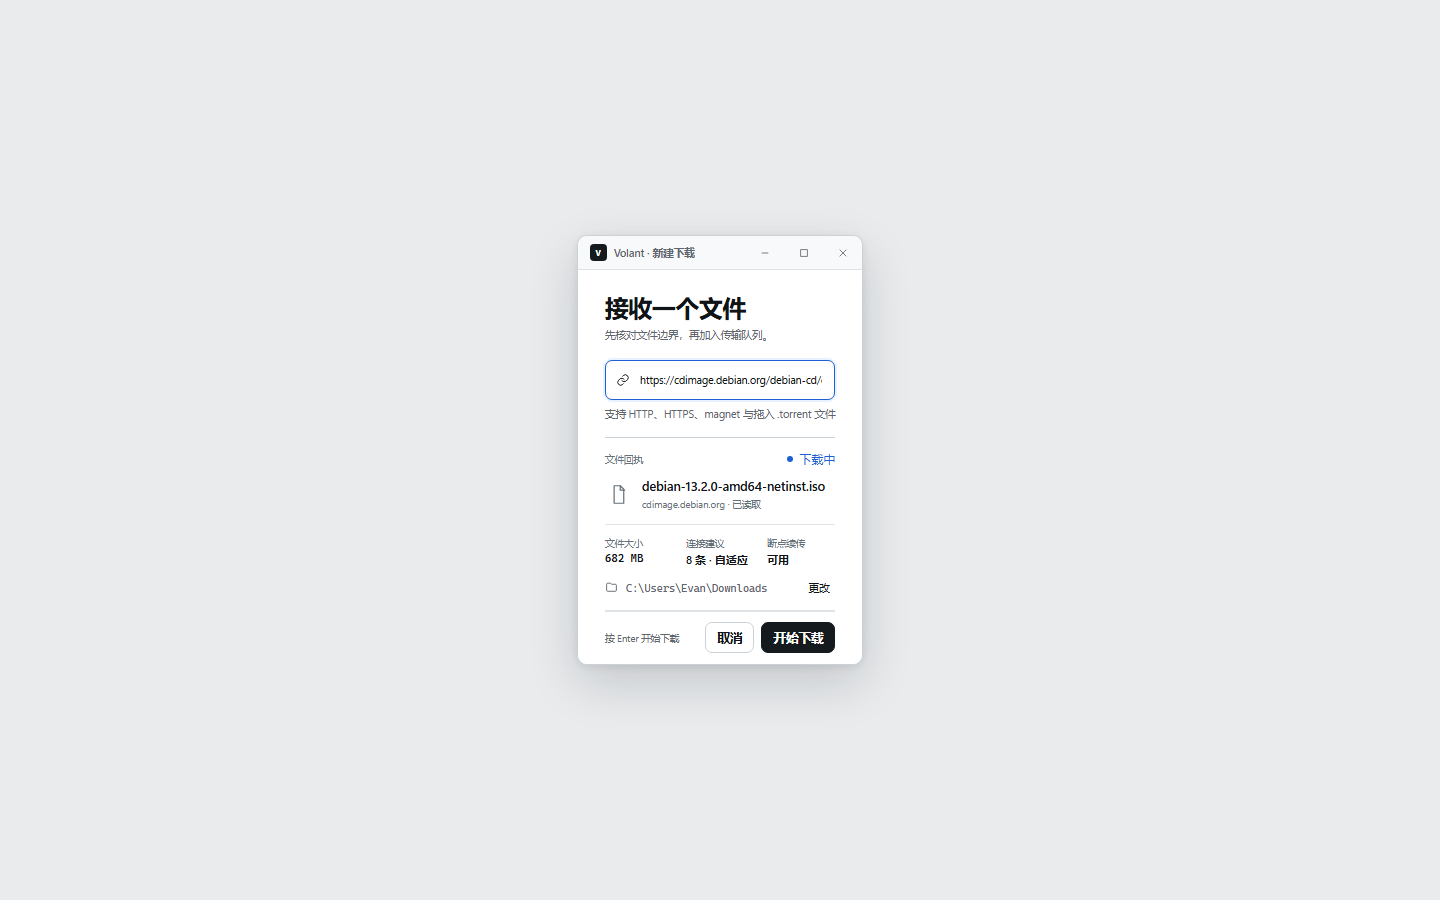 v Volant · 新建下载
接收一个文件
先核对文件边界，再加入传输队列。
https://cdimage.debian.org/debian-cd/
支持 HTTP、HTTPS、magnet 与拖入 .torrent 文件
文件回执 下载中
debian-13.2.0-amd64-netinst.iso
cdimage.debian.org · 已读取
文件大小 连接建议 断点续传
682 MB 8 条 · 自适应 可用
C:\Users\Evan\Downloads 更改
按 Enter 开始下载 取消 开始下载